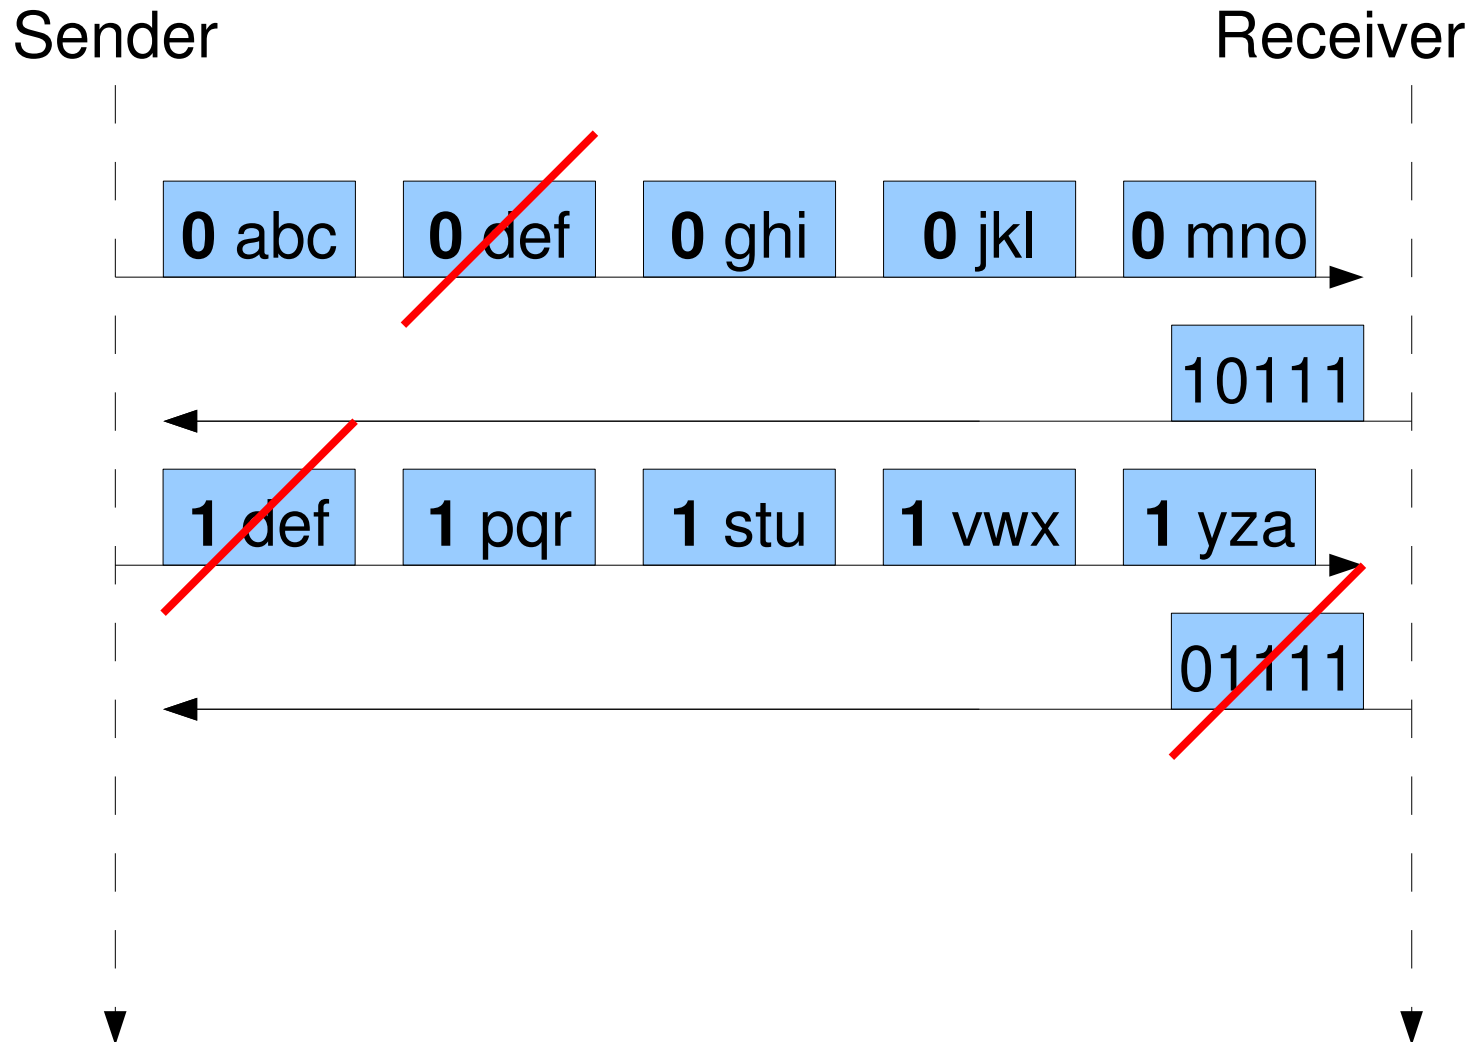 Sender Receiver
0 abc 0 def 0 ghi 0 jkl 0 mno
10111
1 def 1 pqr 1 stu 1 vwx 1 yza
01111